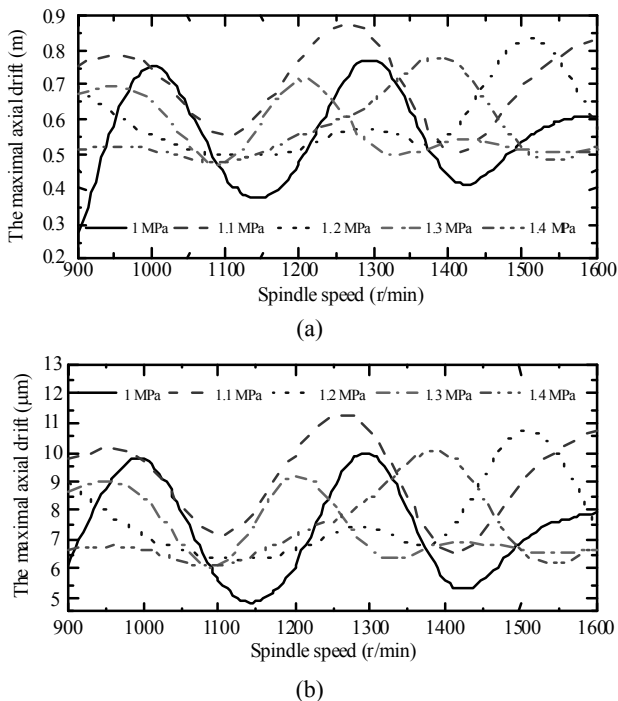 The maximal axial drift (m)
0.9
0.8
0.7
0.6
0.5
0.4
0.3
0.2
1 MPa 1.1 MPa 1.2 MPa 1.3 MPa 1.4 MPa
900 1000 1100 1200 1300 1400 1500 1600
Spindle speed (r/min)
(a)
The maximal axial drift (μm)
13
12
11
10
9
8
7
6
5
1 MPa 1.1 MPa 1.2 MPa 1.3 MPa 1.4 MPa
900 1000 1100 1200 1300 1400 1500 1600
Spindle speed (r/min)
(b)